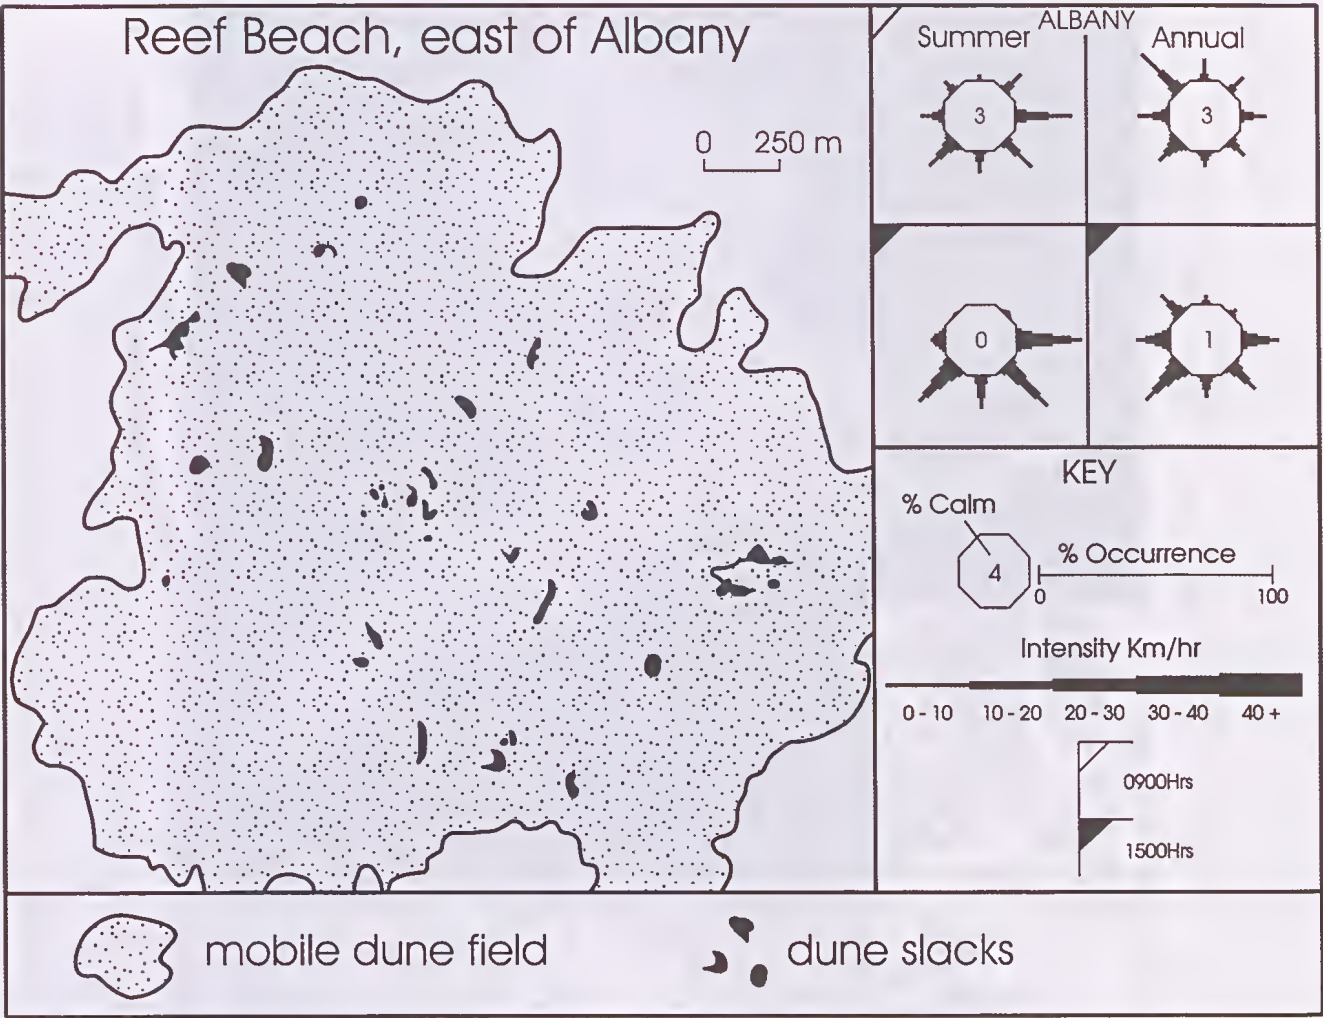 Reef Beach, east of Albany
0 250 m
ALBANY
Summer Annual
3 3
0 1
KEY
% Calm
4
% Occurrence
0 100
Intensity Km/hr
0 - 10 10 - 20 20 - 30 30 - 40 40 +
0900Hrs
1500Hrs
mobile dune field dune slacks